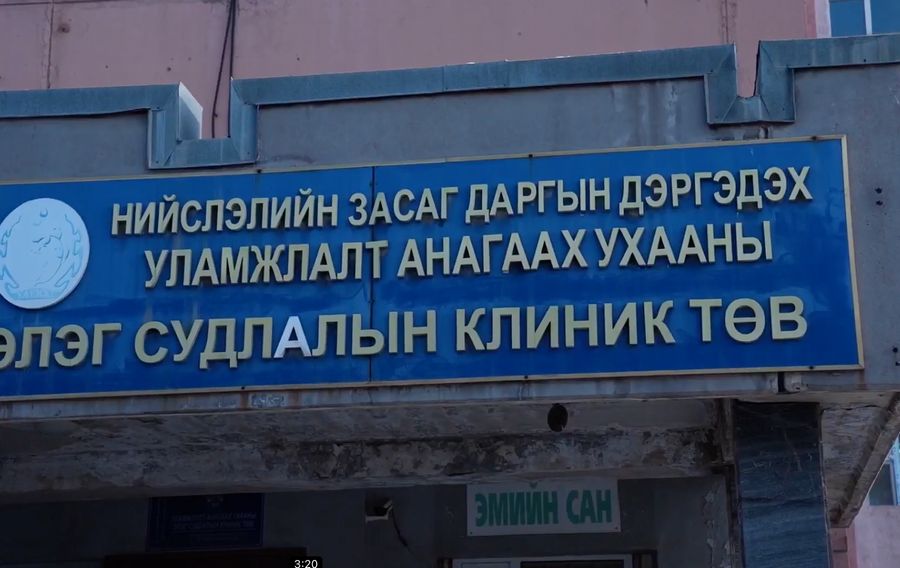 НИЙСЛЭЛИЙН ЗАСАГ ДАРГЫН ДЭРГЭДЭХ
УЛАМЖЛАЛТ АНАГААХ УХААНЫ
ЭЛЭГ СУДЛАЛЫН КЛИНИК ТӨВ
ЭМИЙН САН
3:20